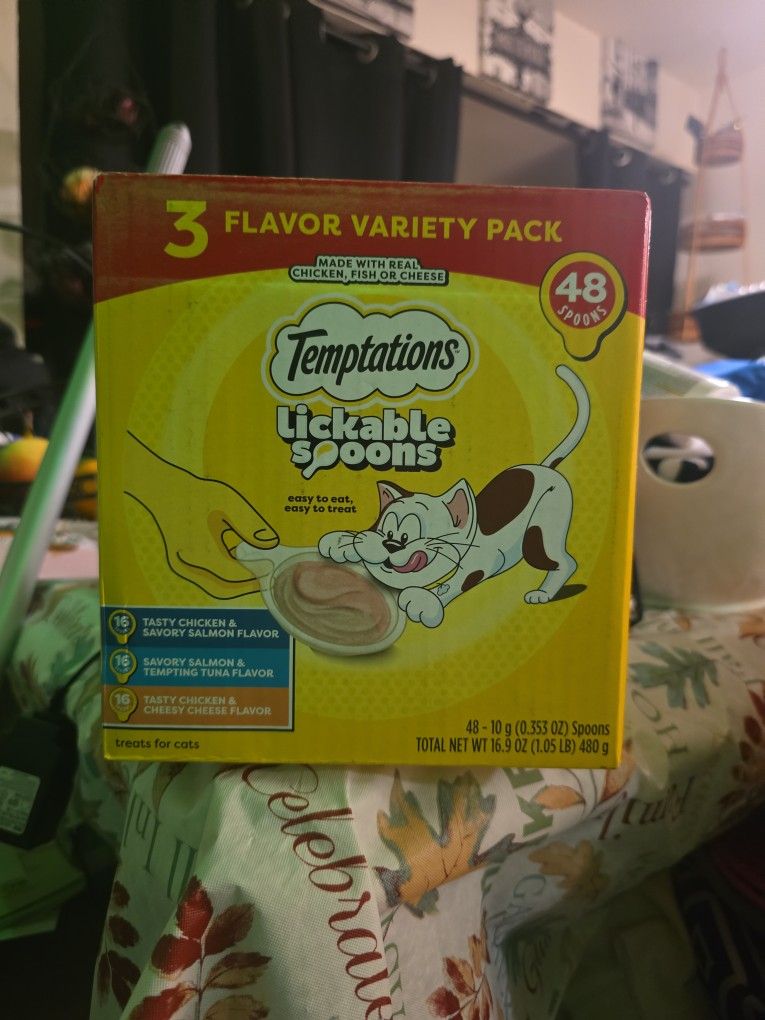 3 FLAVOR VARIETY PACK
MADE WITH REAL
CHICKEN, FISH OR CHEESE
48
SPOONS
Temptations™
Lickable
spoons
easy to eat,
easy to treat
16 TASTY CHICKEN &
SAVORY SALMON FLAVOR
16 SAVORY SALMON &
TEMPTING TUNA FLAVOR
16 TASTY CHICKEN &
CHEESY CHEESE FLAVOR
treats for cats
48 - 10 g (0.353 OZ) Spoons
TOTAL NET WT 16.9 OZ (1.05 LB) 480 g
Celebrate